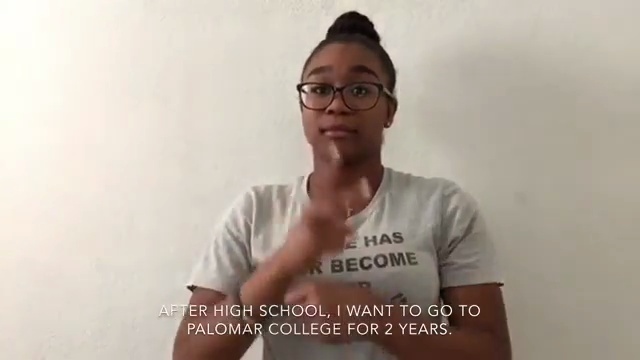 HAS
BECOME
AFTER HIGH SCHOOL, I WANT TO GO TO
PALOMAR COLLEGE FOR 2 YEARS.